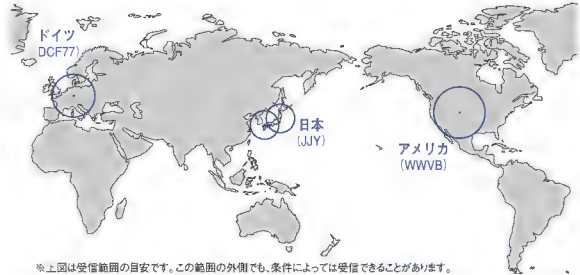 ドイツ
DCF77)
日本
(JJY)
アメリカ
(WWVB)
※上図は受信範囲の目安です。この範囲の外側でも、条件によっては受信できることがあります。